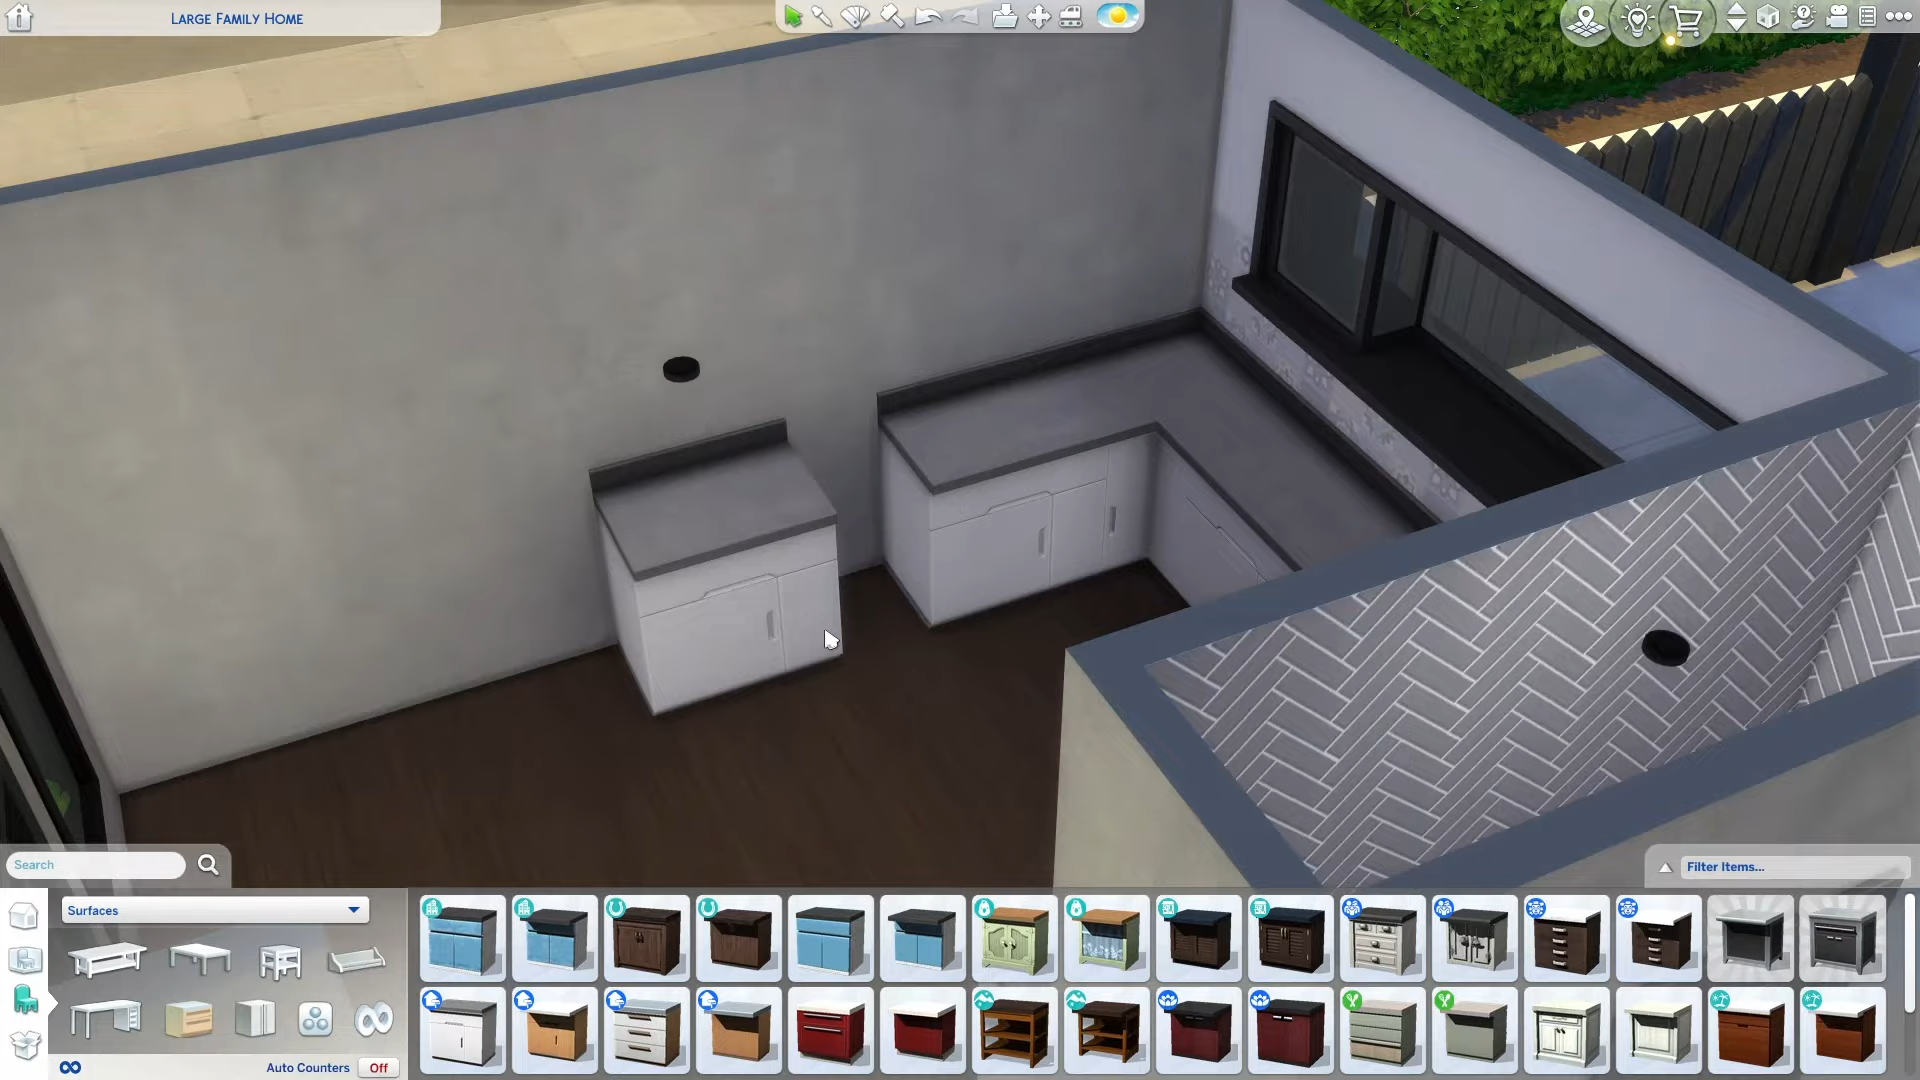 LARGE FAMILY HOME
Search
Filter Items...
Surfaces
Auto Counters Off